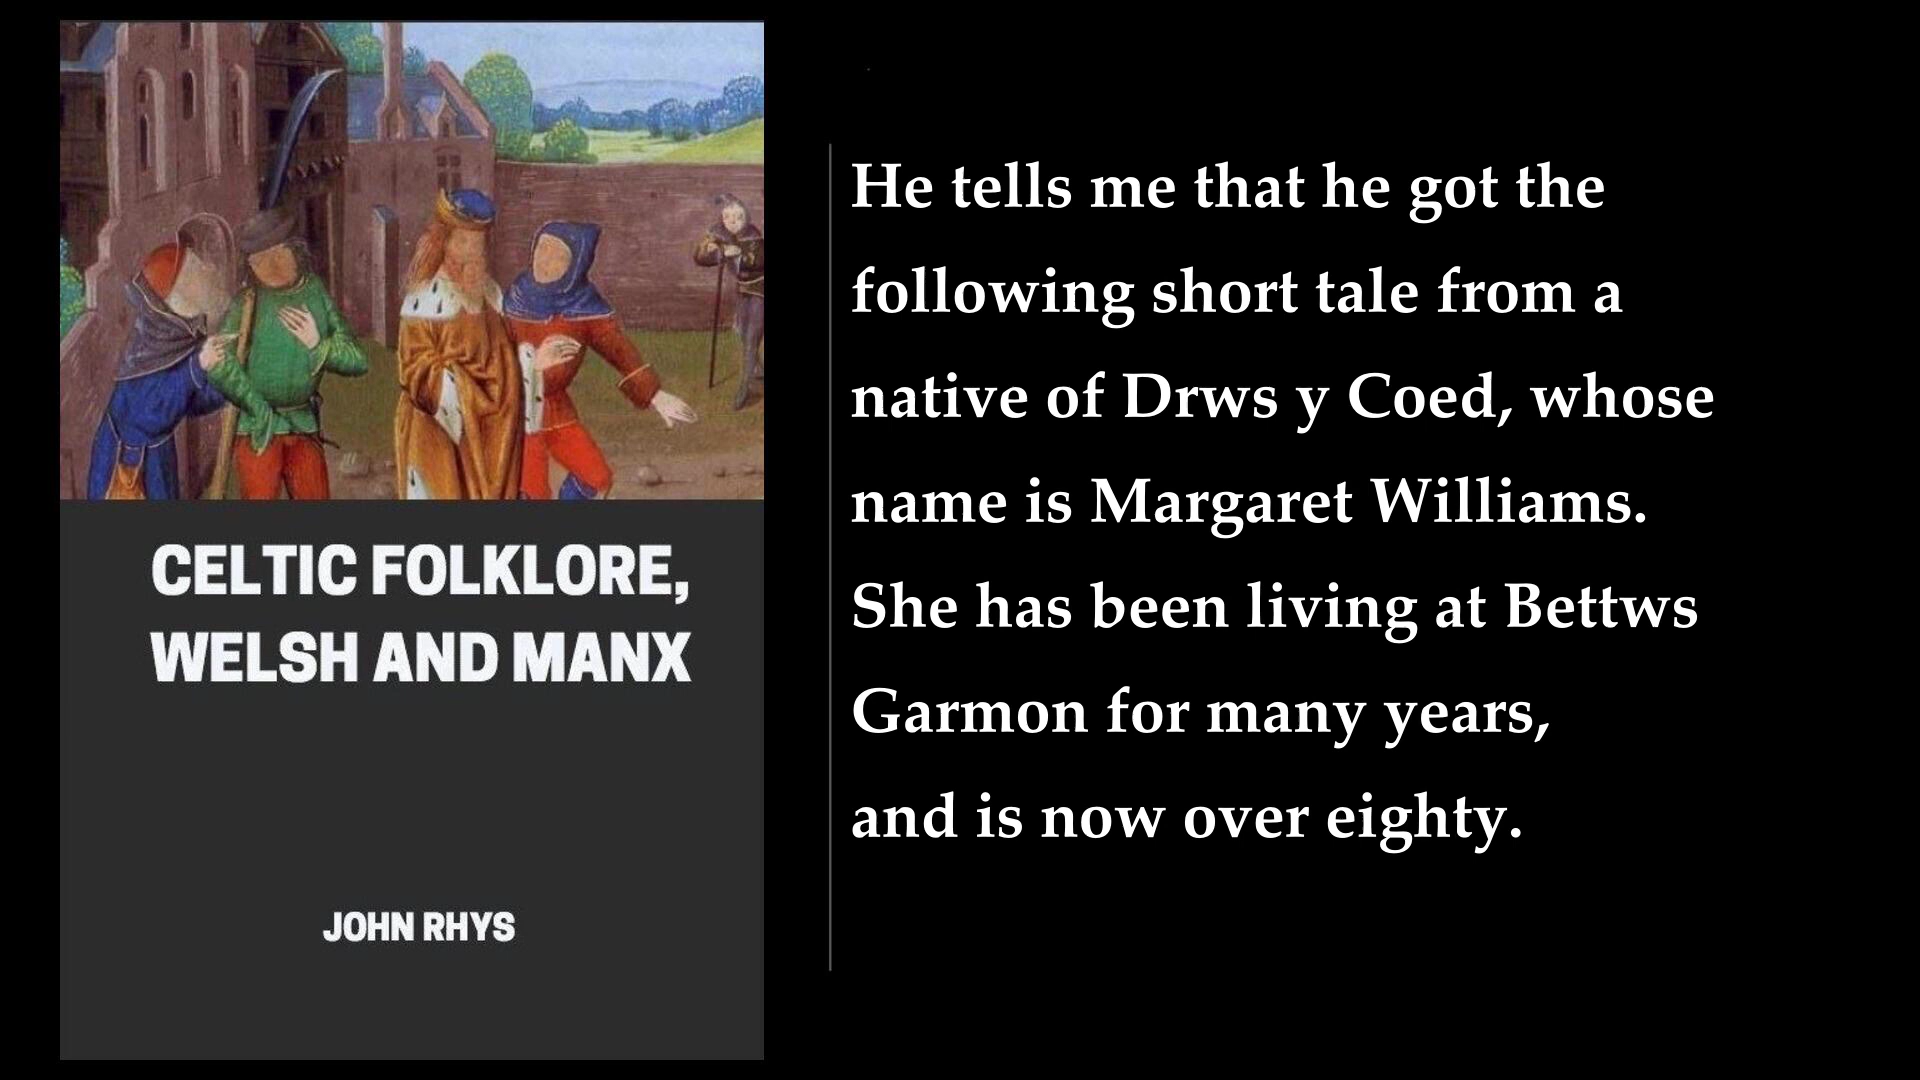 CELTIC FOLKLORE,
WELSH AND MANX
JOHN RHYS
He tells me that he got the
following short tale from a
native of Drws y Coed, whose
name is Margaret Williams.
She has been living at Bettws
Garmon for many years,
and is now over eighty.